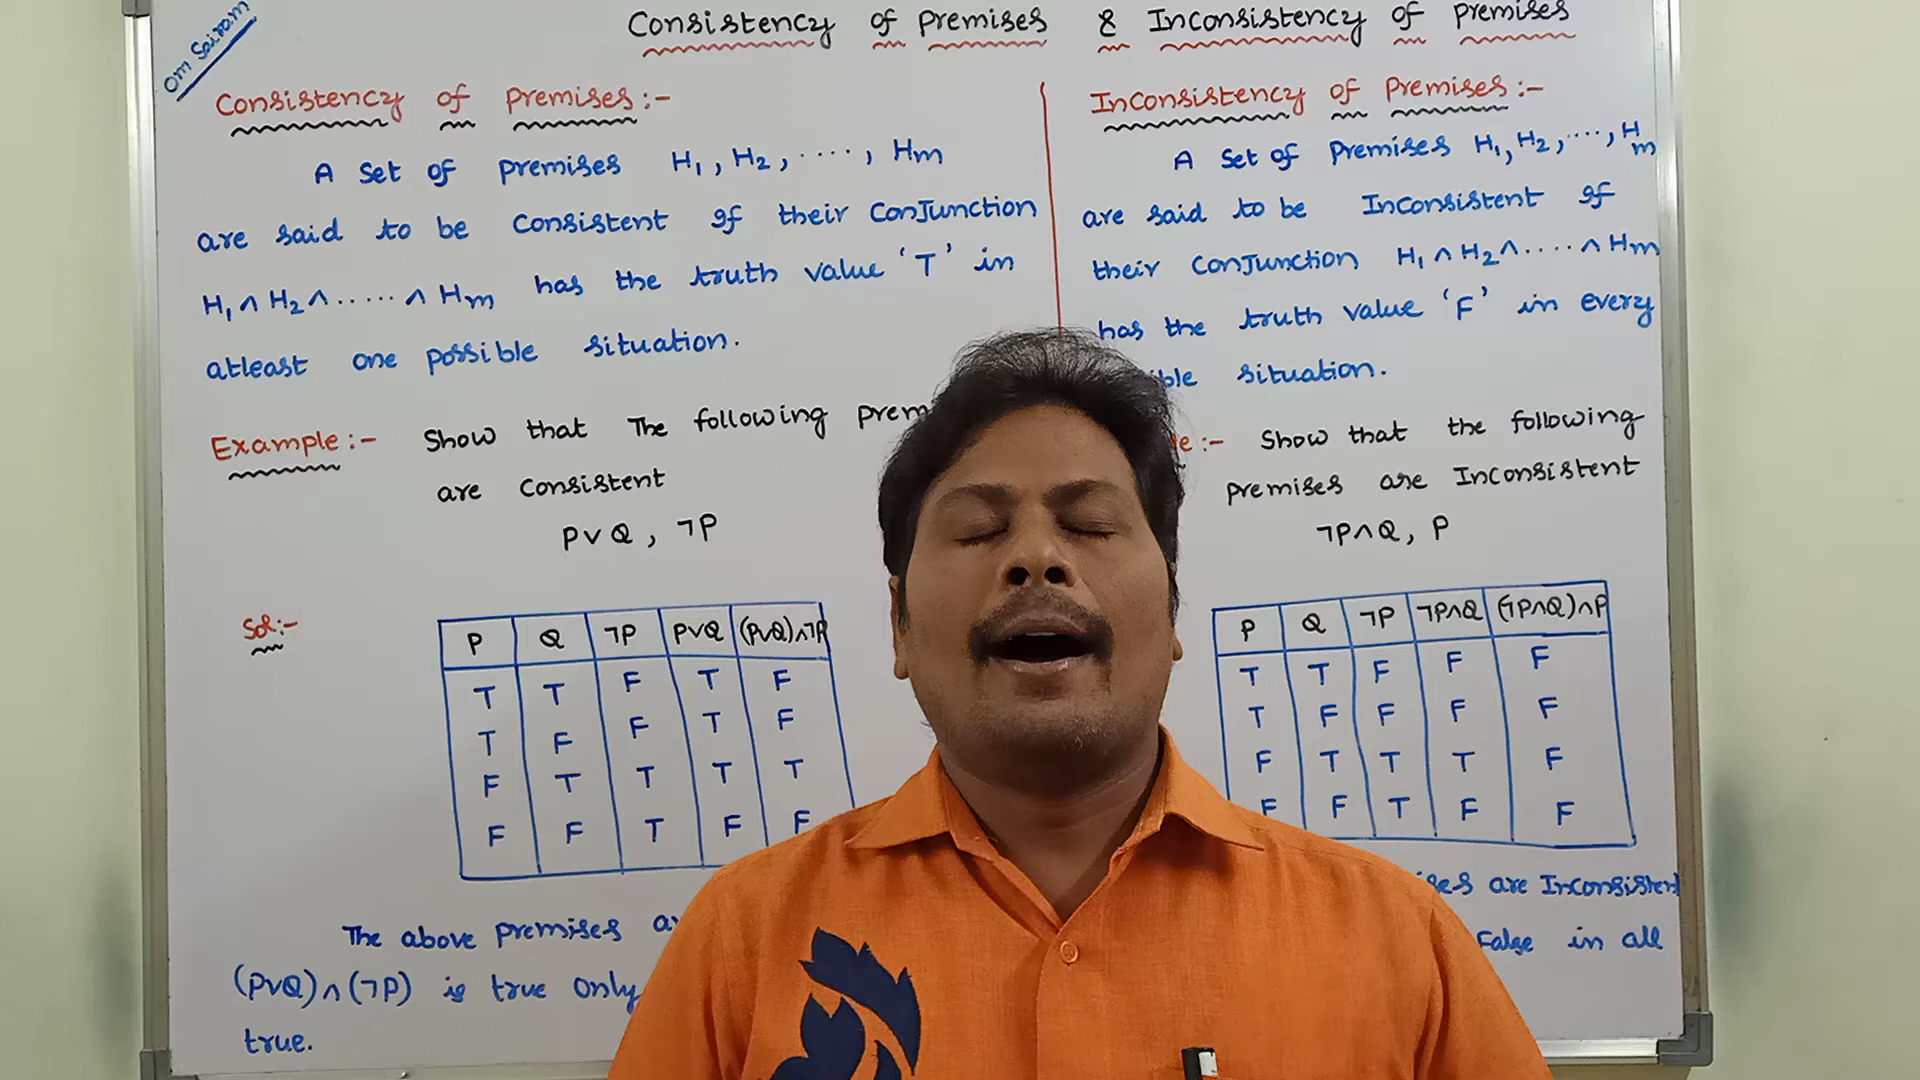 Om Sairam
Consistency of premises & Inconsistency of premises
Consistency of premises :-
A set of premises H1, H2, ....., Hm
are said to be consistent if their conjunction
H1 ∧ H2 ∧ ..... ∧ Hm has the truth value 'T' in
atleast one possible situation.
Example :- Show that The following prem
are consistent
P∨Q, ¬P
Sol:-
P Q ¬P P∨Q (P∨Q)∧¬P
T T F T F
T F F T F
F T T T T
F F T F F
The above premises a
(P∨Q)∧(¬P) is true only
true.
Inconsistency of premises :-
A set of premises H1, H2, ....., Hm
are said to be Inconsistent if
their conjunction H1 ∧ H2 ∧ ..... ∧ Hm
has the truth value 'F' in every
ible situation.
e :- Show that the following
premises are Inconsistent
¬P∧Q, P
P Q ¬P ¬P∧Q (¬P∧Q)∧P
T T F F F
T F F F F
F T T T F
F F T F F
ises are Inconsistent
False in all